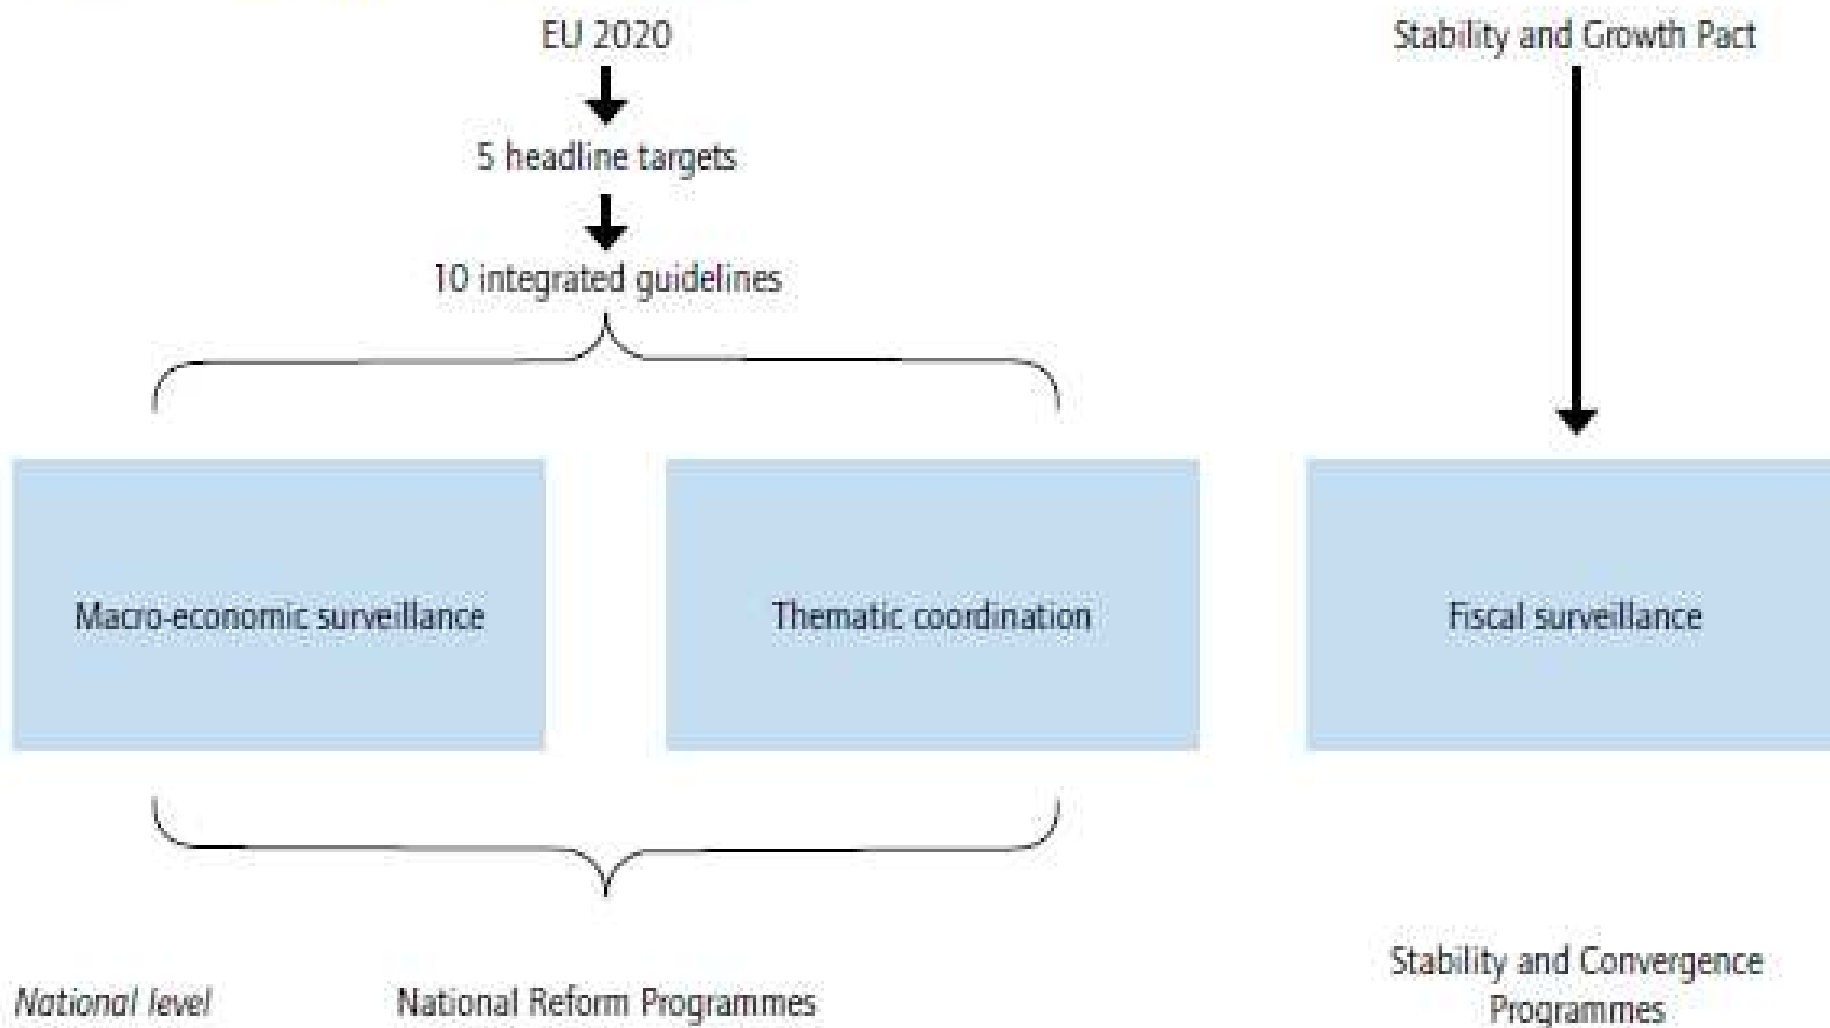 EU 2020
Stability and Growth Pact
5 headline targets
10 integrated guidelines
Macro-economic surveillance
Thematic coordination
Fiscal surveillance
National level
National Reform Programmes
Stability and Convergence
Programmes